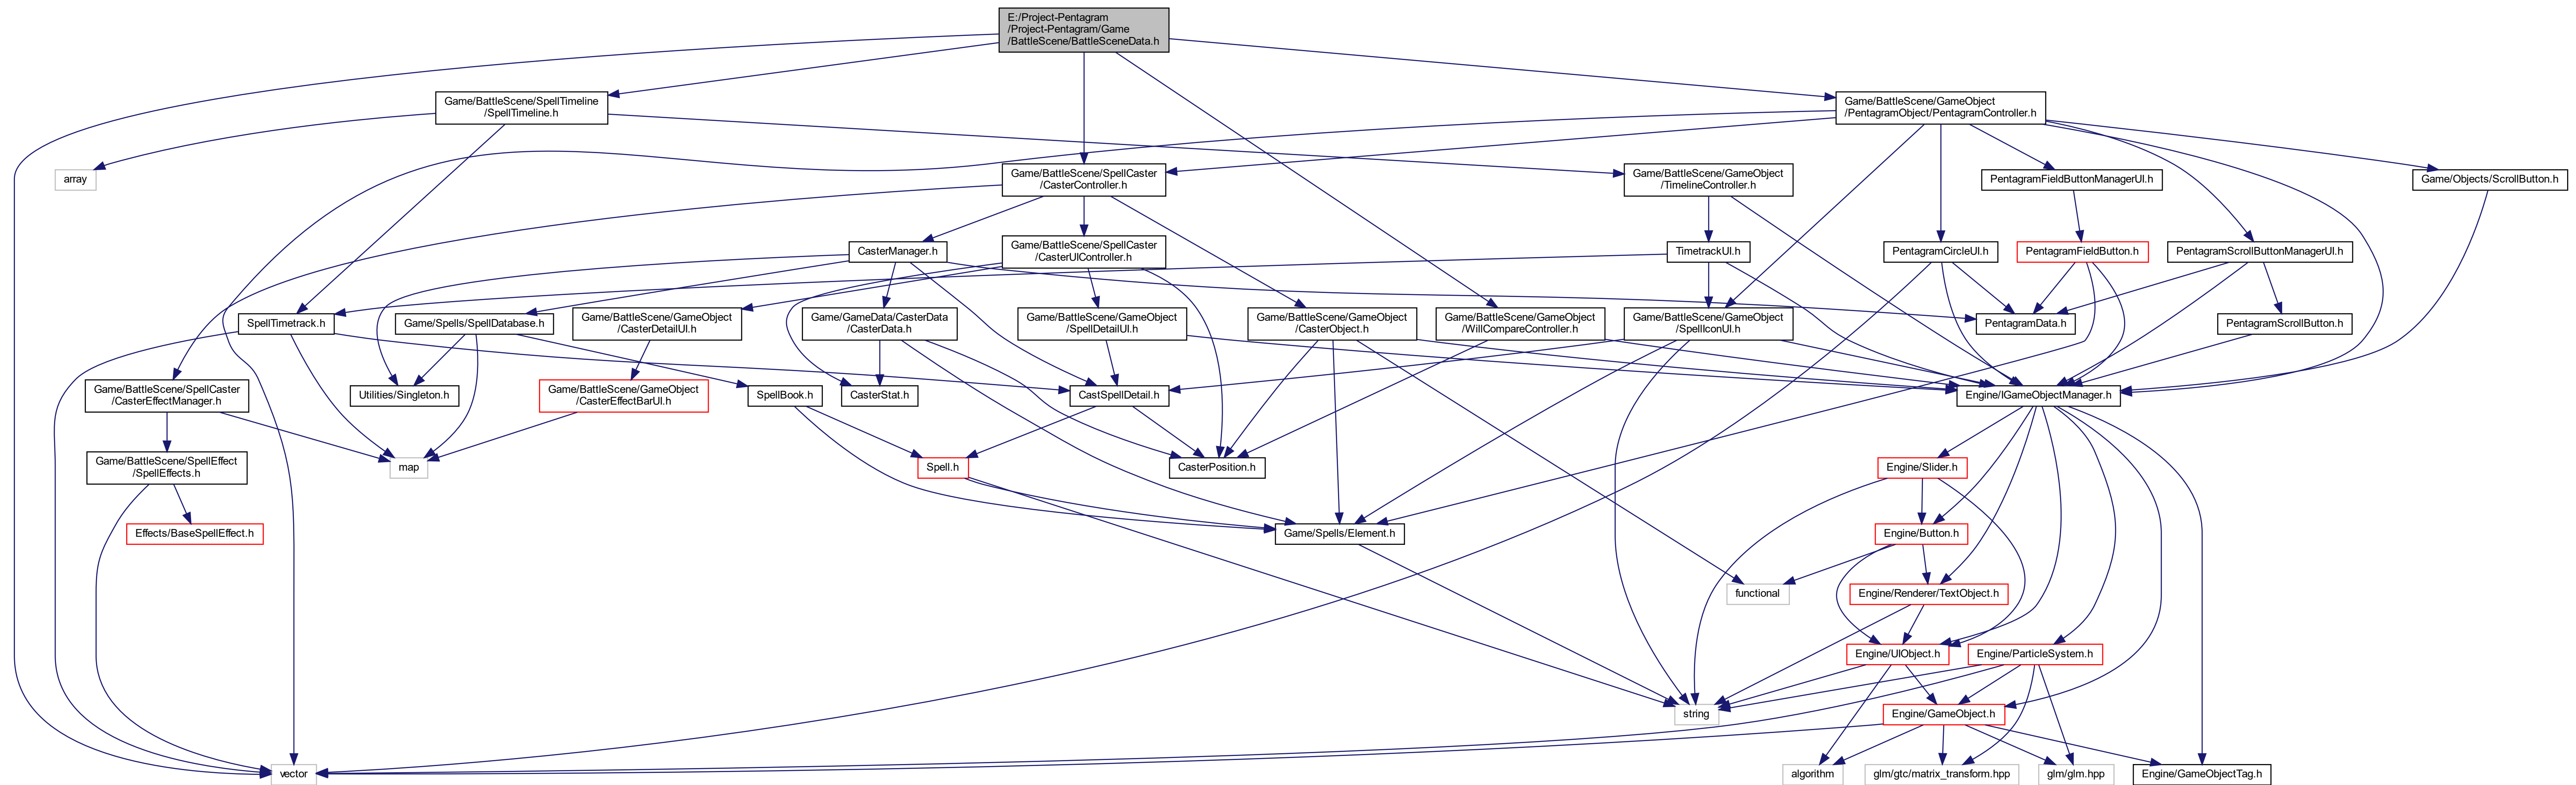 E:/Project-Pentagram
/Project-Pentagram/Game
/BattleScene/BattleSceneData.h
Game/BattleScene/SpellTimeline
/SpellTimeline.h
Game/BattleScene/GameObject
/PentagramObject/PentagramController.h
array
Game/BattleScene/SpellCaster
/CasterController.h
Game/BattleScene/GameObject
/TimelineController.h
PentagramFieldButtonManagerUI.h
Game/Objects/ScrollButton.h
CasterManager.h
Game/BattleScene/SpellCaster
/CasterUIController.h
TimetrackUI.h
PentagramCircleUI.h
PentagramFieldButton.h
PentagramScrollButtonManagerUI.h
SpellTimetrack.h
Game/Spells/SpellDatabase.h
Game/BattleScene/GameObject
/CasterDetailUI.h
Game/GameData/CasterData
/CasterData.h
Game/BattleScene/GameObject
/SpellDetailUI.h
Game/BattleScene/GameObject
/CasterObject.h
Game/BattleScene/GameObject
/WillCompareController.h
Game/BattleScene/GameObject
/SpellIconUI.h
PentagramData.h
PentagramScrollButton.h
Game/BattleScene/SpellCaster
/CasterEffectManager.h
Utilities/Singleton.h
Game/BattleScene/GameObject
/CasterEffectBarUI.h
SpellBook.h
CasterStat.h
CastSpellDetail.h
Engine/IGameObjectManager.h
Game/BattleScene/SpellEffect
/SpellEffects.h
map
Spell.h
CasterPosition.h
Engine/Slider.h
Effects/BaseSpellEffect.h
Game/Spells/Element.h
Engine/Button.h
functional
Engine/Renderer/TextObject.h
Engine/UIObject.h
Engine/ParticleSystem.h
string
Engine/GameObject.h
vector
algorithm
glm/gtc/matrix_transform.hpp
glm/glm.hpp
Engine/GameObjectTag.h